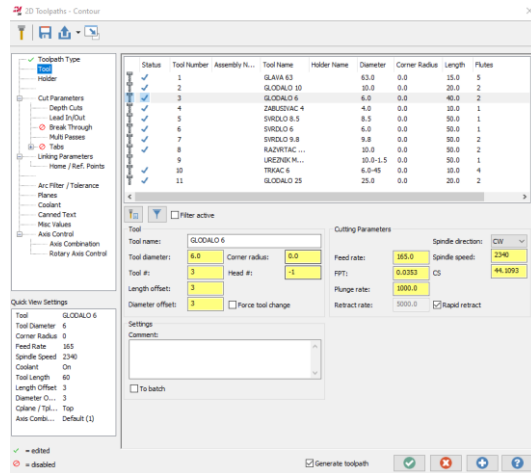 2D Toolpaths - Contour
Toolpath Type
Tool
Holder
Cut Parameters
Depth Cuts
Lead In/Out
Break Through
Multi Passes
Tabs
Linking Parameters
Home / Ref. Points
Arc Filter / Tolerance
Planes
Coolant
Canned Text
Misc Values
Axis Control
Axis Combination
Rotary Axis Control
Quick View Settings
Tool GLODALO 6
Tool Diameter 6
Corner Radius 0
Feed Rate 165
Spindle Speed 2340
Coolant On
Tool Length 60
Length Offset 3
Diameter O... 3
Cplane / Tpl... Top
Axis Combi... Default (1)
= edited
= disabled
Status Tool Number Assembly N... Tool Name Holder Name Diameter Corner Radius Length Flutes
1 GLAVA 63 63.0 0.0 15.0 5
2 GLODALO 10 10.0 0.0 20.0 2
3 GLODALO 6 6.0 0.0 40.0 2
4 ZABUSIVAC 4 4.0 0.0 10.0 1
5 SVRDLO 8.5 8.5 0.0 50.0 1
6 SVRDLO 6 6.0 0.0 50.0 1
7 SVRDLO 9.8 9.8 0.0 50.0 2
8 RAZVRTAC ... 10.0 0.0 50.0 2
9 UREZNIK M... 10.0-1.5 0.0 50.0 1
10 TRKAC 6 6.0-45 0.0 10.0 4
11 GLODALO 25 25.0 0.0 20.0 2
Filter active
Tool
Tool name: GLODALO 6
Tool diameter: 6.0 Corner radius: 0.0
Tool #: 3 Head #: -1
Length offset: 3
Diameter offset: 3 Force tool change
Cutting Parameters
Spindle direction: CW
Feed rate: 165.0 Spindle speed: 2340
FPT: 0.0353 CS 44.1093
Plunge rate: 1000.0
Retract rate: 5000.0 Rapid retract
Settings
Comment:
To batch
Generate toolpath